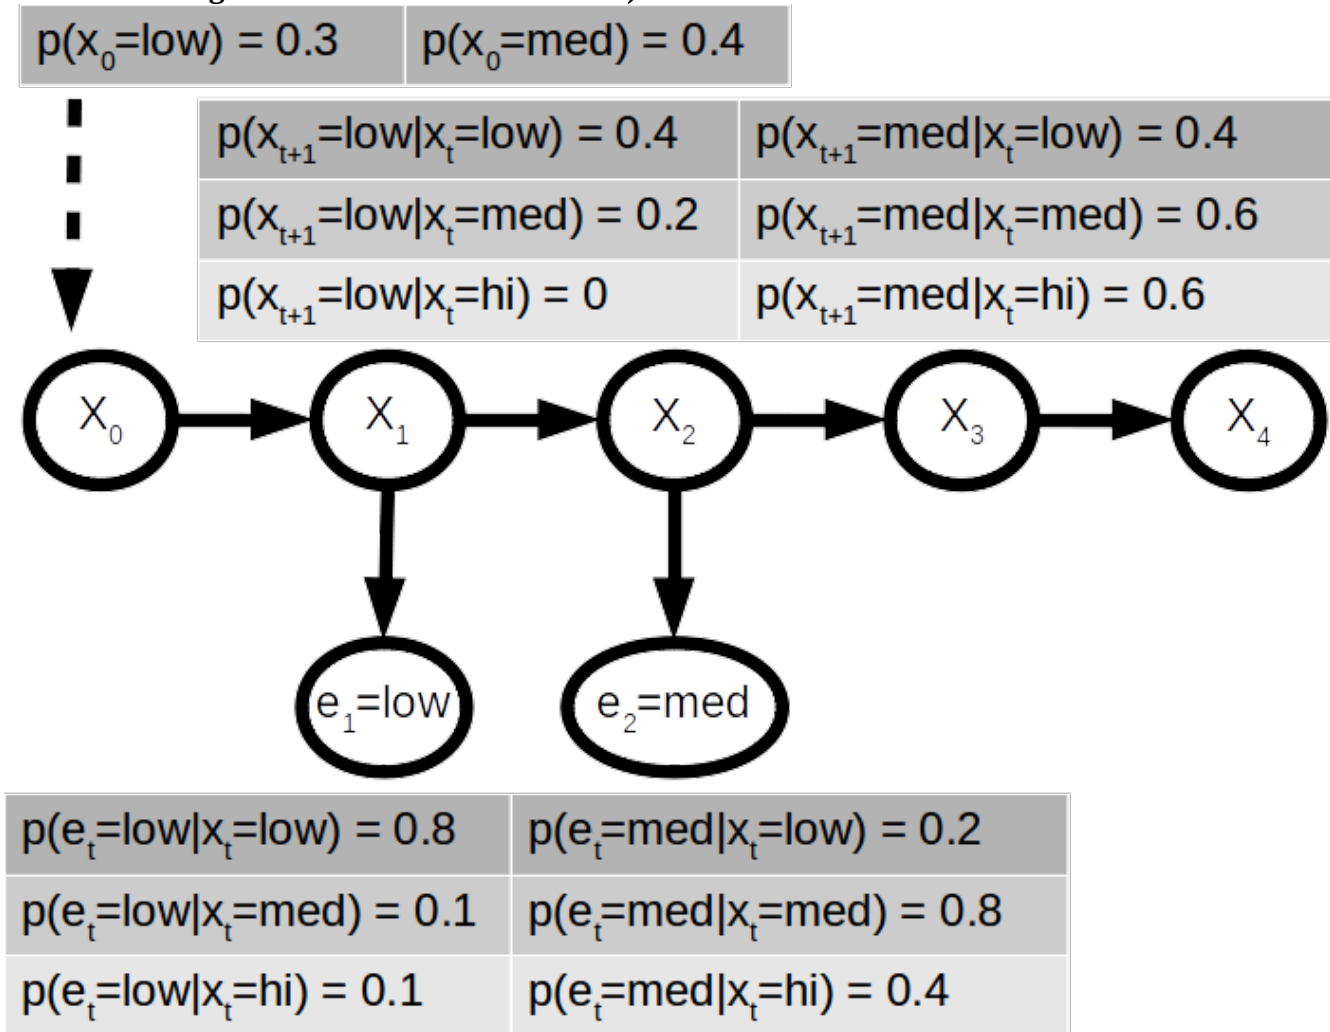 p(x₀=low) = 0.3 p(x₀=med) = 0.4
p(xₜ₊₁=low|xₜ=low) = 0.4 p(xₜ₊₁=med|xₜ=low) = 0.4
p(xₜ₊₁=low|xₜ=med) = 0.2 p(xₜ₊₁=med|xₜ=med) = 0.6
p(xₜ₊₁=low|xₜ=hi) = 0 p(xₜ₊₁=med|xₜ=hi) = 0.6
X₀ X₁ X₂ X₃ X₄
e₁=low e₂=med
p(eₜ=low|xₜ=low) = 0.8 p(eₜ=med|xₜ=low) = 0.2
p(eₜ=low|xₜ=med) = 0.1 p(eₜ=med|xₜ=med) = 0.8
p(eₜ=low|xₜ=hi) = 0.1 p(eₜ=med|xₜ=hi) = 0.4